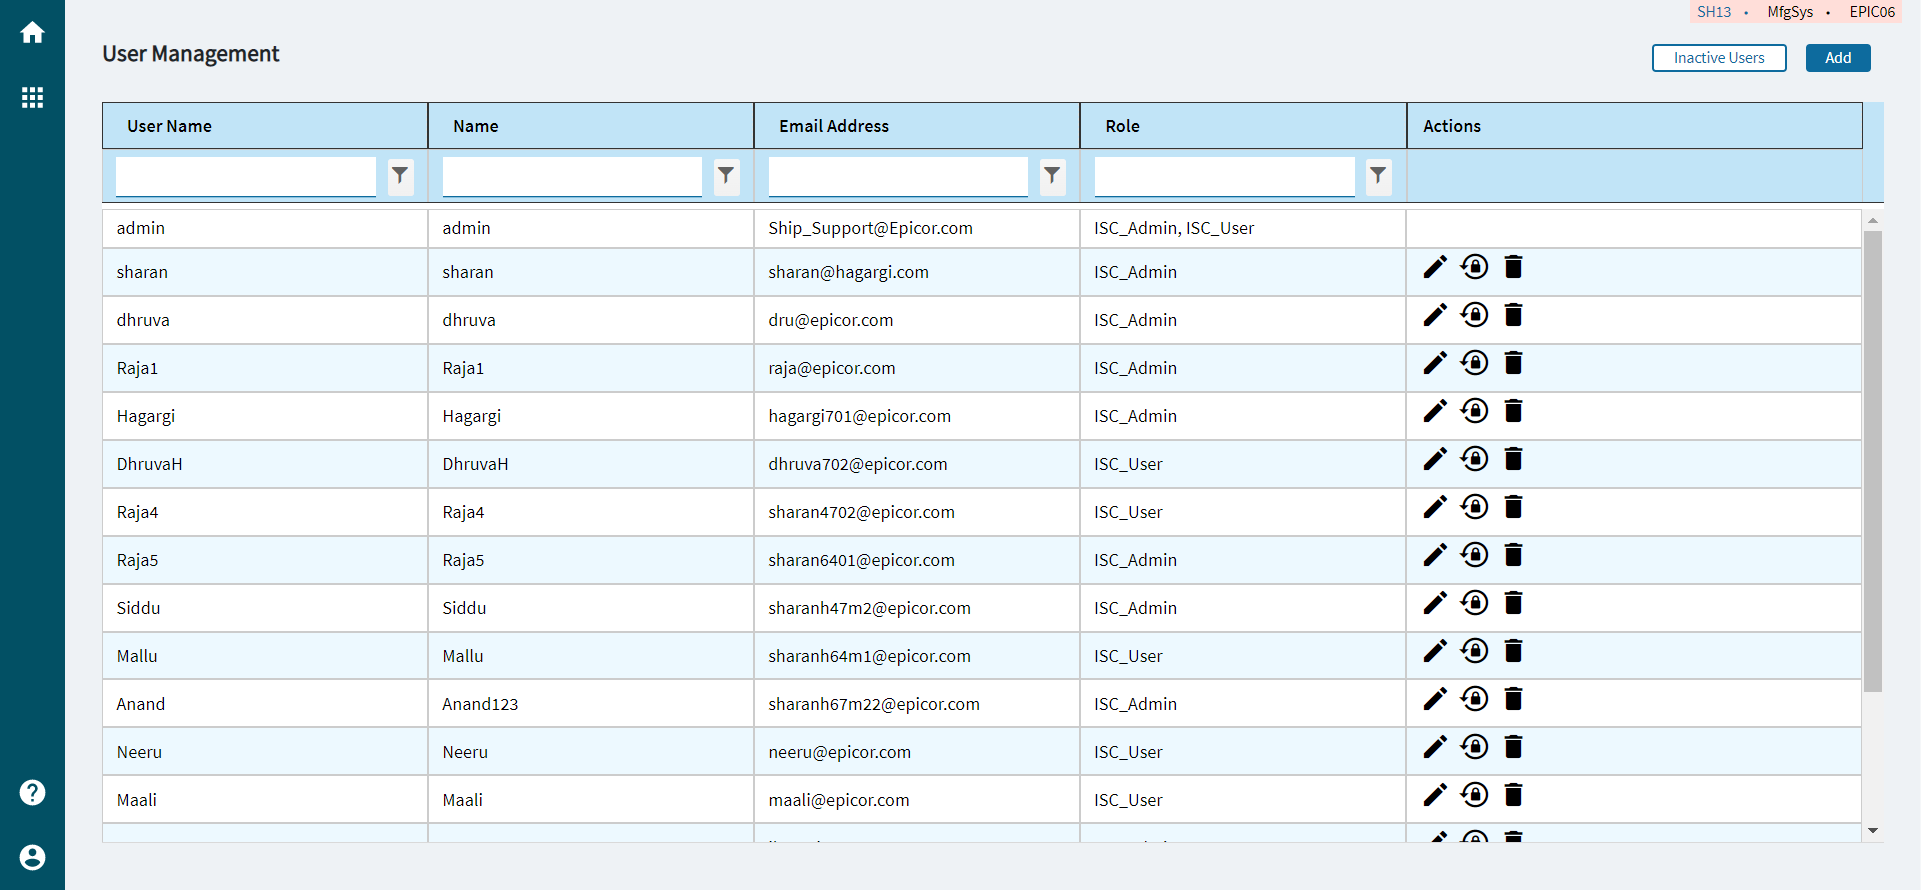 SH13 • MfgSys • EPIC06
User Management
Inactive Users Add
User Name Name Email Address Role Actions
admin admin Ship_Support@Epicor.com ISC_Admin, ISC_User
sharan sharan sharan@hagargi.com ISC_Admin
dhruva dhruva dru@epicor.com ISC_Admin
Raja1 Raja1 raja@epicor.com ISC_Admin
Hagargi Hagargi hagargi701@epicor.com ISC_Admin
DhruvaH DhruvaH dhruva702@epicor.com ISC_User
Raja4 Raja4 sharan4702@epicor.com ISC_User
Raja5 Raja5 sharan6401@epicor.com ISC_Admin
Siddu Siddu sharanh47m2@epicor.com ISC_Admin
Mallu Mallu sharanh64m1@epicor.com ISC_User
Anand Anand123 sharanh67m22@epicor.com ISC_Admin
Neeru Neeru neeru@epicor.com ISC_User
Maali Maali maali@epicor.com ISC_User